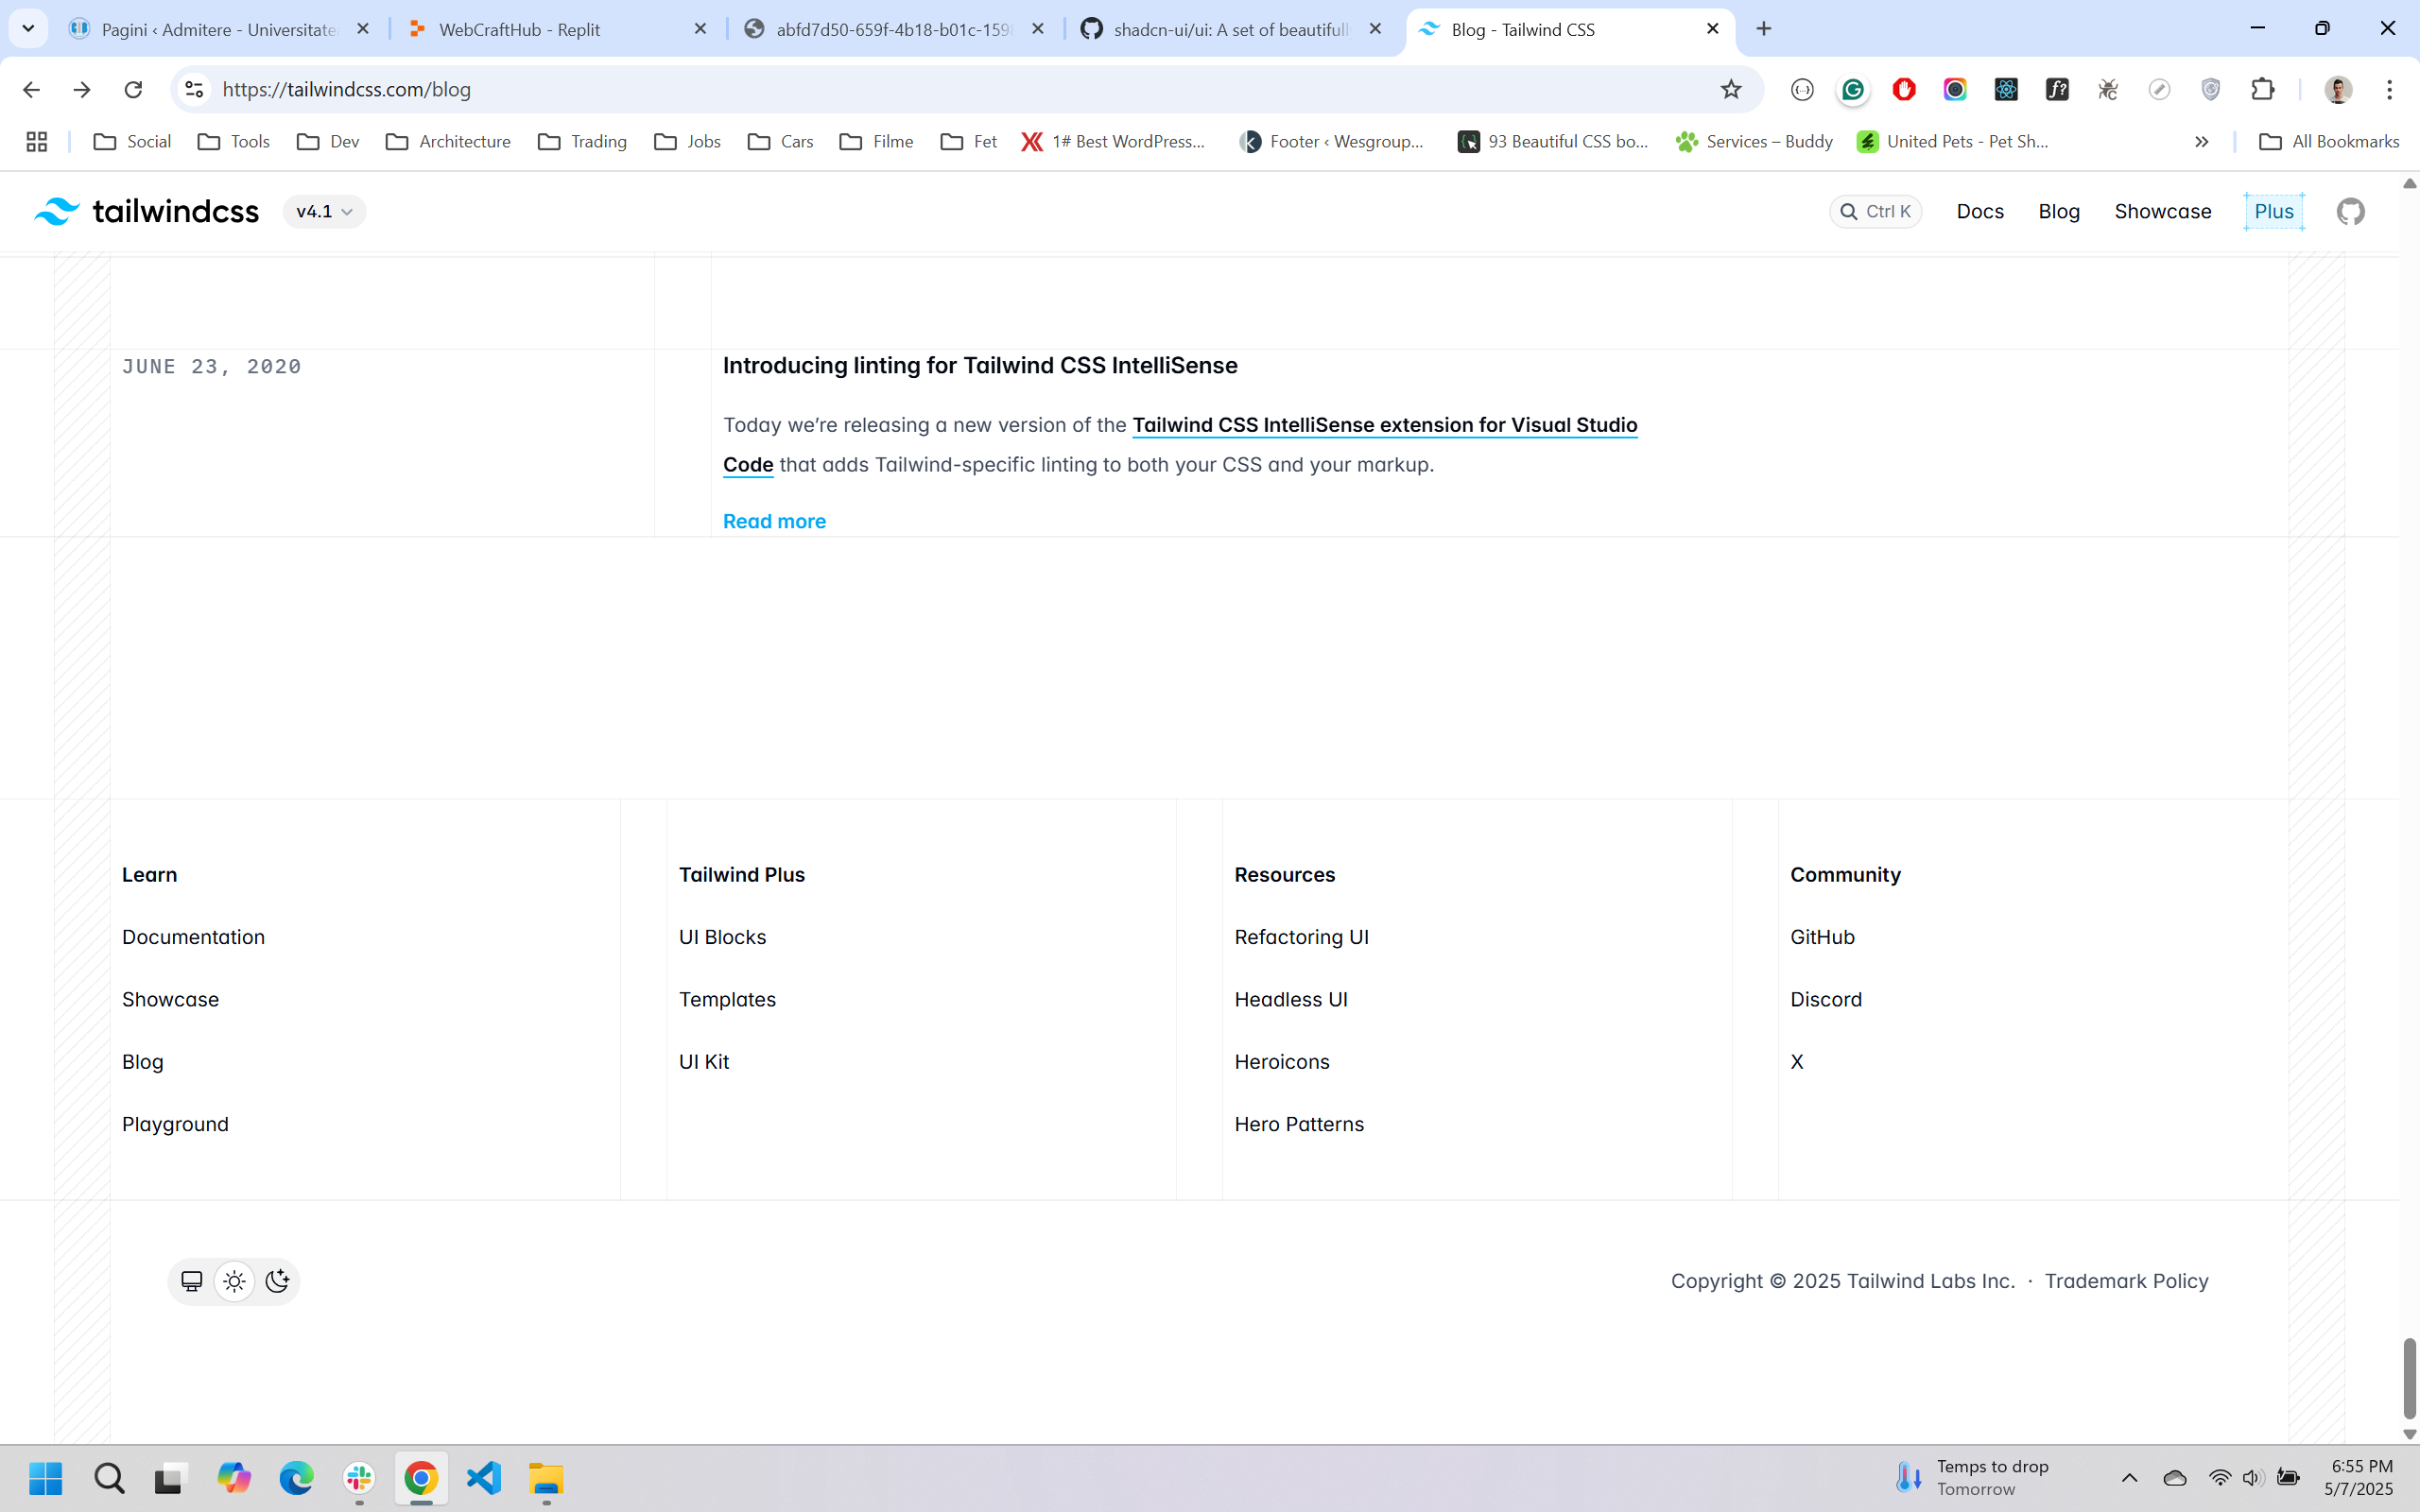 Pagini ‹ Admitere - Universitate
WebCraftHub - Replit
abfd7d50-659f-4b18-b01c-159
shadcn-ui/ui: A set of beautifull
Blog - Tailwind CSS
https://tailwindcss.com/blog
Social
Tools
Dev
Architecture
Trading
Jobs
Cars
Filme
Fet
1# Best WordPress...
Footer ‹ Wesgroup...
93 Beautiful CSS bo...
Services – Buddy
United Pets - Pet Sh...
»
All Bookmarks
tailwindcss
v4.1
Ctrl K
Docs
Blog
Showcase
Plus
JUNE 23, 2020
Introducing linting for Tailwind CSS IntelliSense
Today we’re releasing a new version of the Tailwind CSS IntelliSense extension for Visual Studio
Code that adds Tailwind-specific linting to both your CSS and your markup.
Read more
Learn
Documentation
Showcase
Blog
Playground
Tailwind Plus
UI Blocks
Templates
UI Kit
Resources
Refactoring UI
Headless UI
Heroicons
Hero Patterns
Community
GitHub
Discord
X
Copyright © 2025 Tailwind Labs Inc. · Trademark Policy
Temps to drop
Tomorrow
6:55 PM
5/7/2025